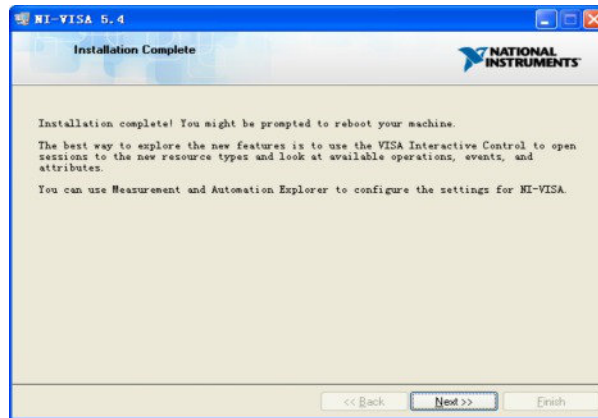 NI-VISA 5.4
Installation Complete
NATIONAL
INSTRUMENTS
Installation complete! You might be prompted to reboot your machine.
The best way to explore the new features is to use the VISA Interactive Control to open
sessions to the new resource types and look at available operations, events, and
attributes.
You can use Measurement and Automation Explorer to configure the settings for NI-VISA.
<< Back
Next >>
Finish